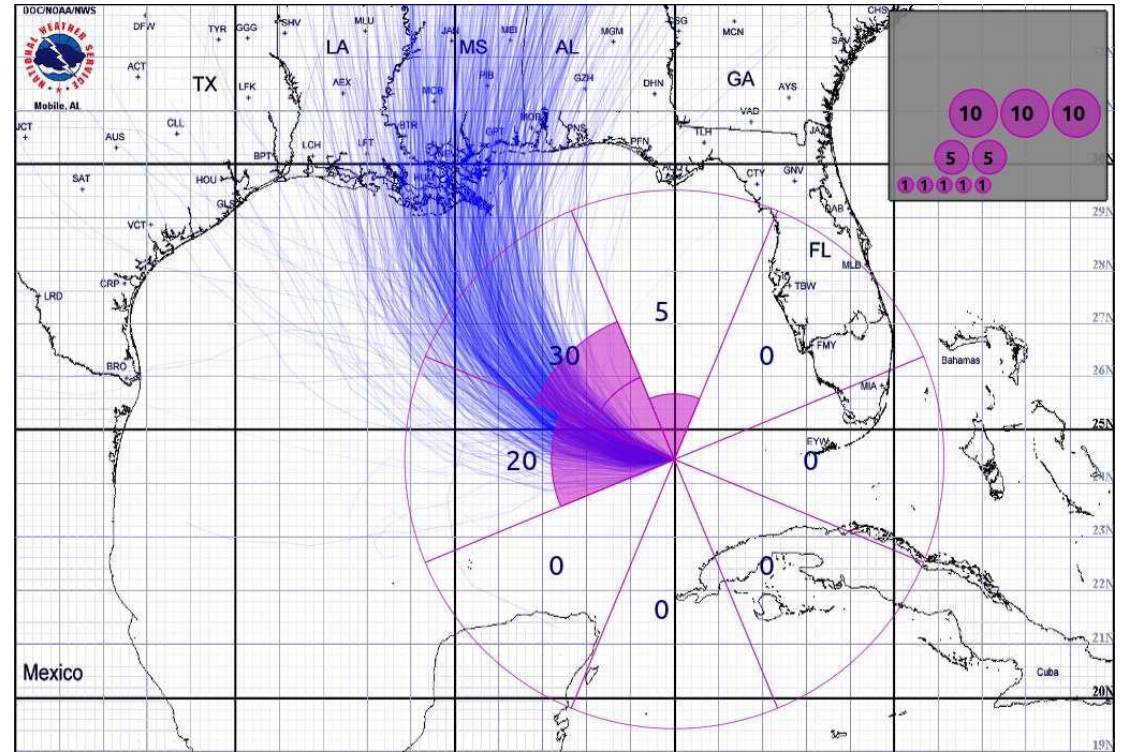 DOC/NOAA/NWS
NATIONAL WEATHER SERVICE
Mobile, AL
DFW
TYR
GGG
SHV
MLU
JAN
MEI
MGM
MCN
CHS
SAV
LA
MS
AL
GA
ACT
TX
LFK
AEX
MCB
PIB
GZH
DHN
AYS
VAD
JCT
AUS
CLL
BPT
LCH
LFT
BTR
GPT
MOB
PNS
PFN
TLH
JAX
30N
SAT
HOU
GLS
CTY
GNV
29N
VCT
DAB
FL
MLB
28N
LRD
CRP
TBW
5
27N
BRO
30
0
FMY
Bahamas
26N
MIA
25N
20
EYW
0
24N
23N
0
0
22N
0
21N
Mexico
Cuba
20N
19N
10 10 10
5 5
1 1 1 1 1